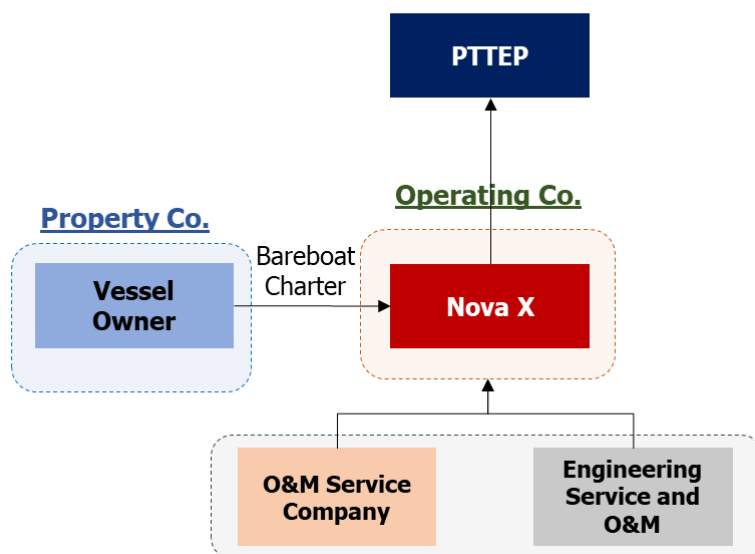 PTTEP
Operating Co.
Property Co.
Bareboat
Charter
Vessel
Owner
Nova X
O&M Service
Company
Engineering
Service and
O&M